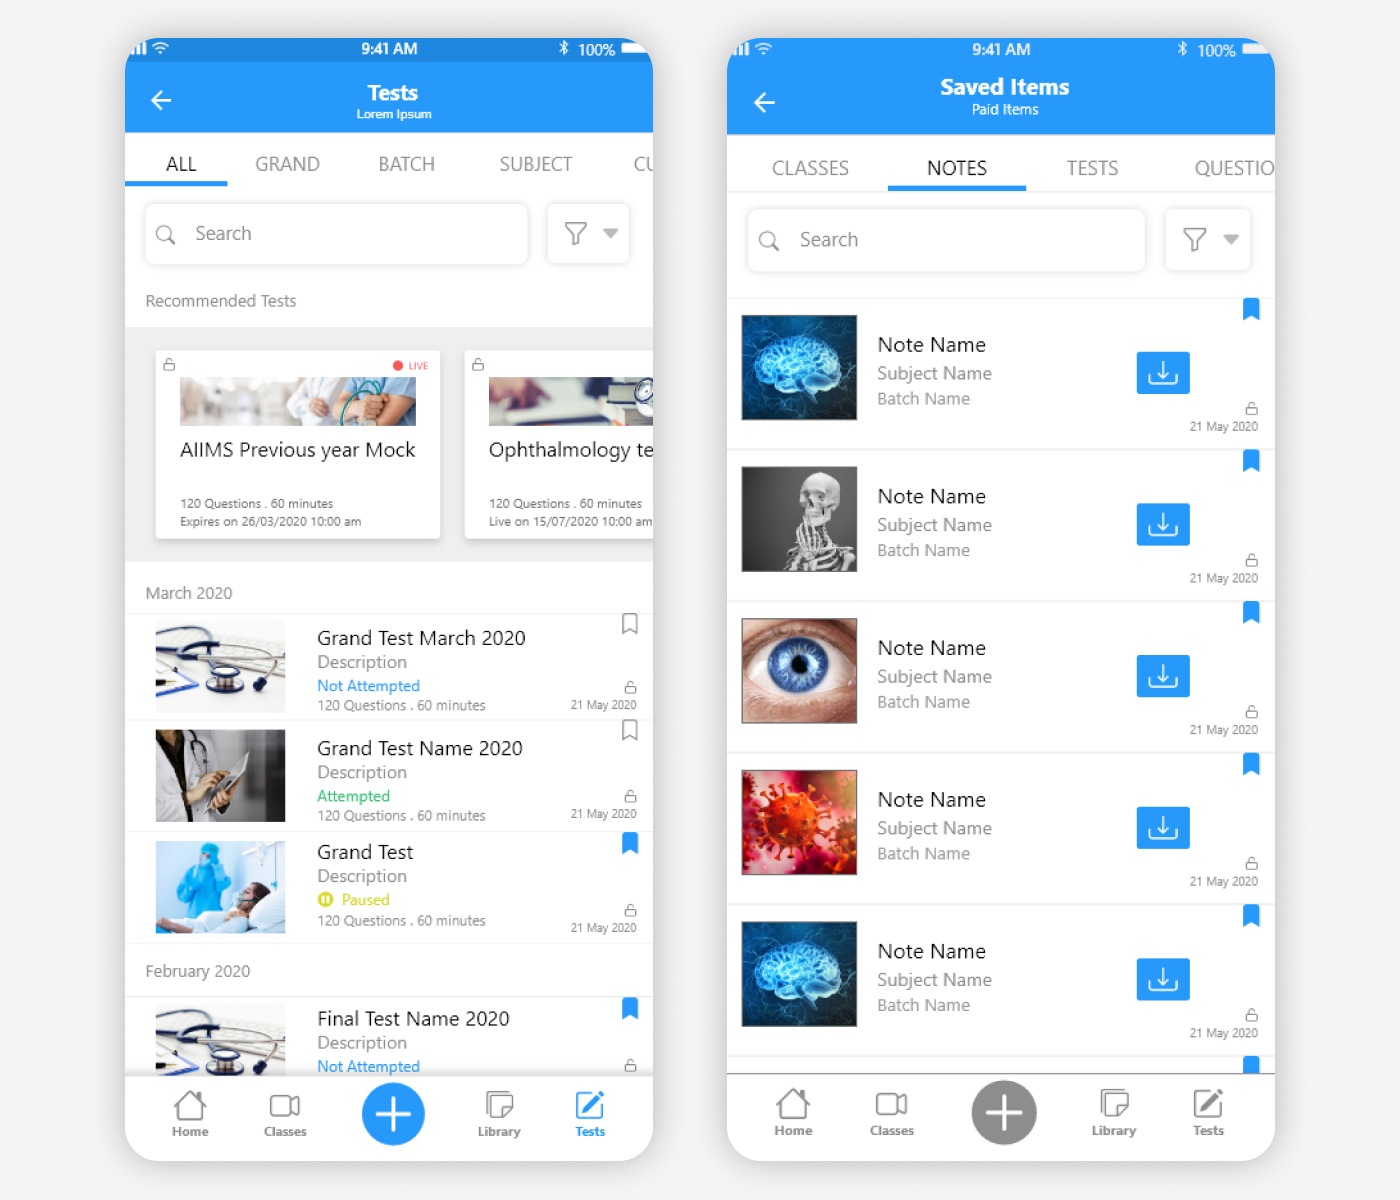 9:41 AM
100%
Tests
Lorem Ipsum
ALL
GRAND
BATCH
SUBJECT
CU
Search
Recommended Tests
LIVE
AIIMS Previous year Mock
120 Questions . 60 minutes
Expires on 26/03/2020 10:00 am
Ophthalmology te
120 Questions . 60 minutes
Live on 15/07/2020 10:00 am
March 2020
Grand Test March 2020
Description
Not Attempted
120 Questions . 60 minutes
21 May 2020
Grand Test Name 2020
Description
Attempted
120 Questions . 60 minutes
21 May 2020
Grand Test
Description
Paused
120 Questions . 60 minutes
21 May 2020
February 2020
Final Test Name 2020
Description
Not Attempted
Home
Classes
Library
Tests
9:41 AM
100%
Saved Items
Paid Items
CLASSES
NOTES
TESTS
QUESTIO
Search
Note Name
Subject Name
Batch Name
21 May 2020
Note Name
Subject Name
Batch Name
21 May 2020
Note Name
Subject Name
Batch Name
21 May 2020
Note Name
Subject Name
Batch Name
21 May 2020
Note Name
Subject Name
Batch Name
21 May 2020
Home
Classes
Library
Tests